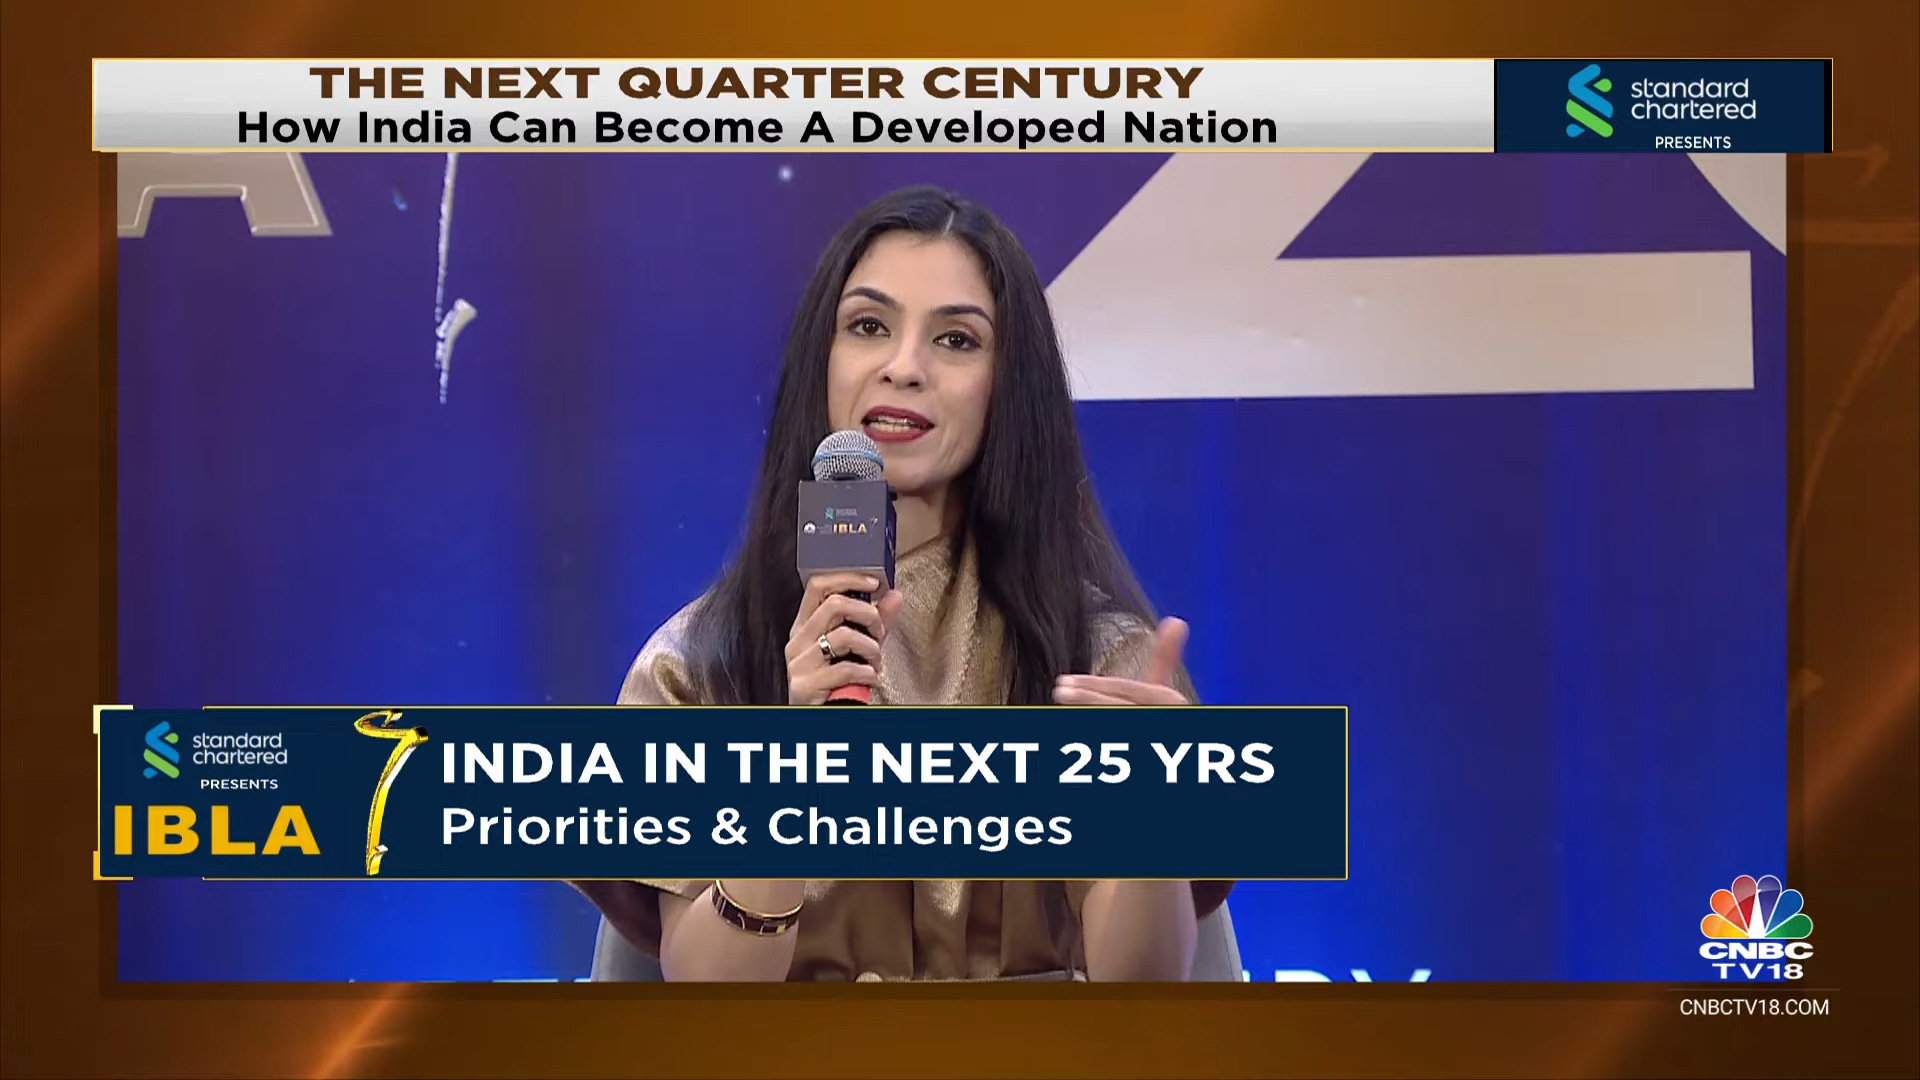 THE NEXT QUARTER CENTURY
How India Can Become A Developed Nation
standard
chartered
PRESENTS
IBLA
standard
chartered
PRESENTS
IBLA
INDIA IN THE NEXT 25 YRS
Priorities & Challenges
CNBC
TV18
CNBCTV18.COM